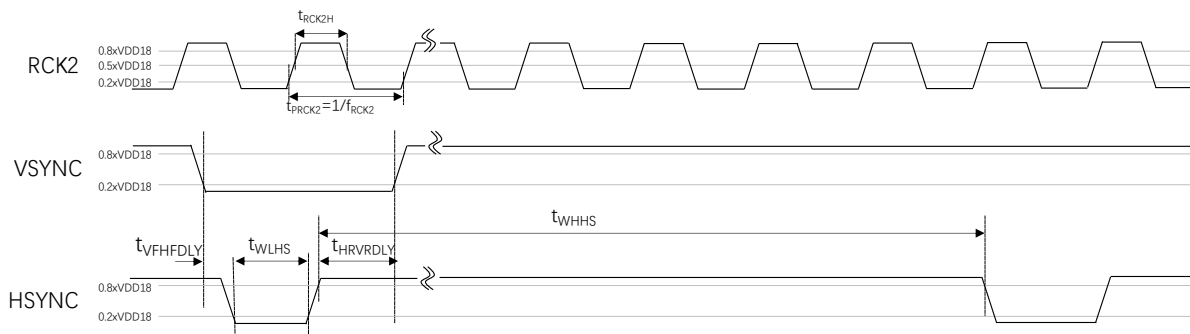 tRCK2H
0.8xVDD18
RCK2
0.5xVDD18
0.2xVDD18
tPRCK2=1/fRCK2
0.8xVDD18
VSYNC
0.2xVDD18
tWHHS
tVFHFDLY
tWLHS
tHRVRDLY
0.8xVDD18
HSYNC
0.2xVDD18